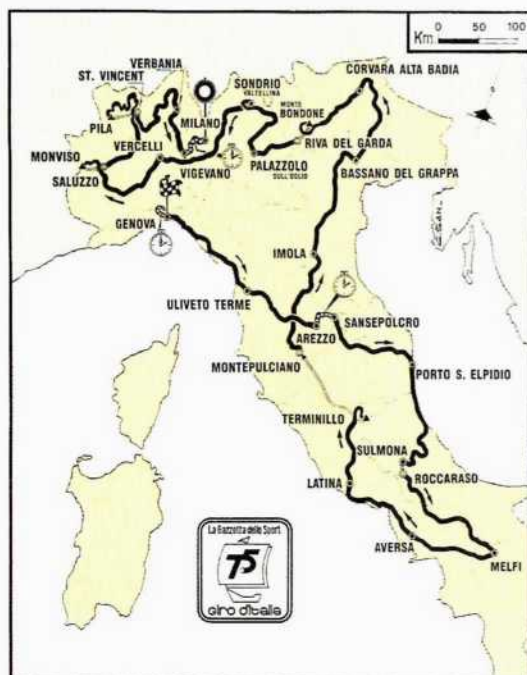 Km 0 50 100
VERBANIA
ST. VINCENT
SONDRIO
VALTELLINA
CORVARA ALTA BADIA
MONTE
BONDONE
PILA
MILANO
RIVA DEL GARDA
VERCELLI
MONVISO
VIGEVANO
PALAZZOLO
SULL'OGLIO
BASSANO DEL GRAPPA
SALUZZO
GENOVA
IMOLA
ULIVETO TERME
SANSEPOLCRO
AREZZO
MONTEPULCIANO
PORTO S. ELPIDIO
TERMINILLO
SULMONA
ROCCARASO
LATINA
AVERSA
MELFI
La Gazzetta dello Sport
75
Giro d'Italia